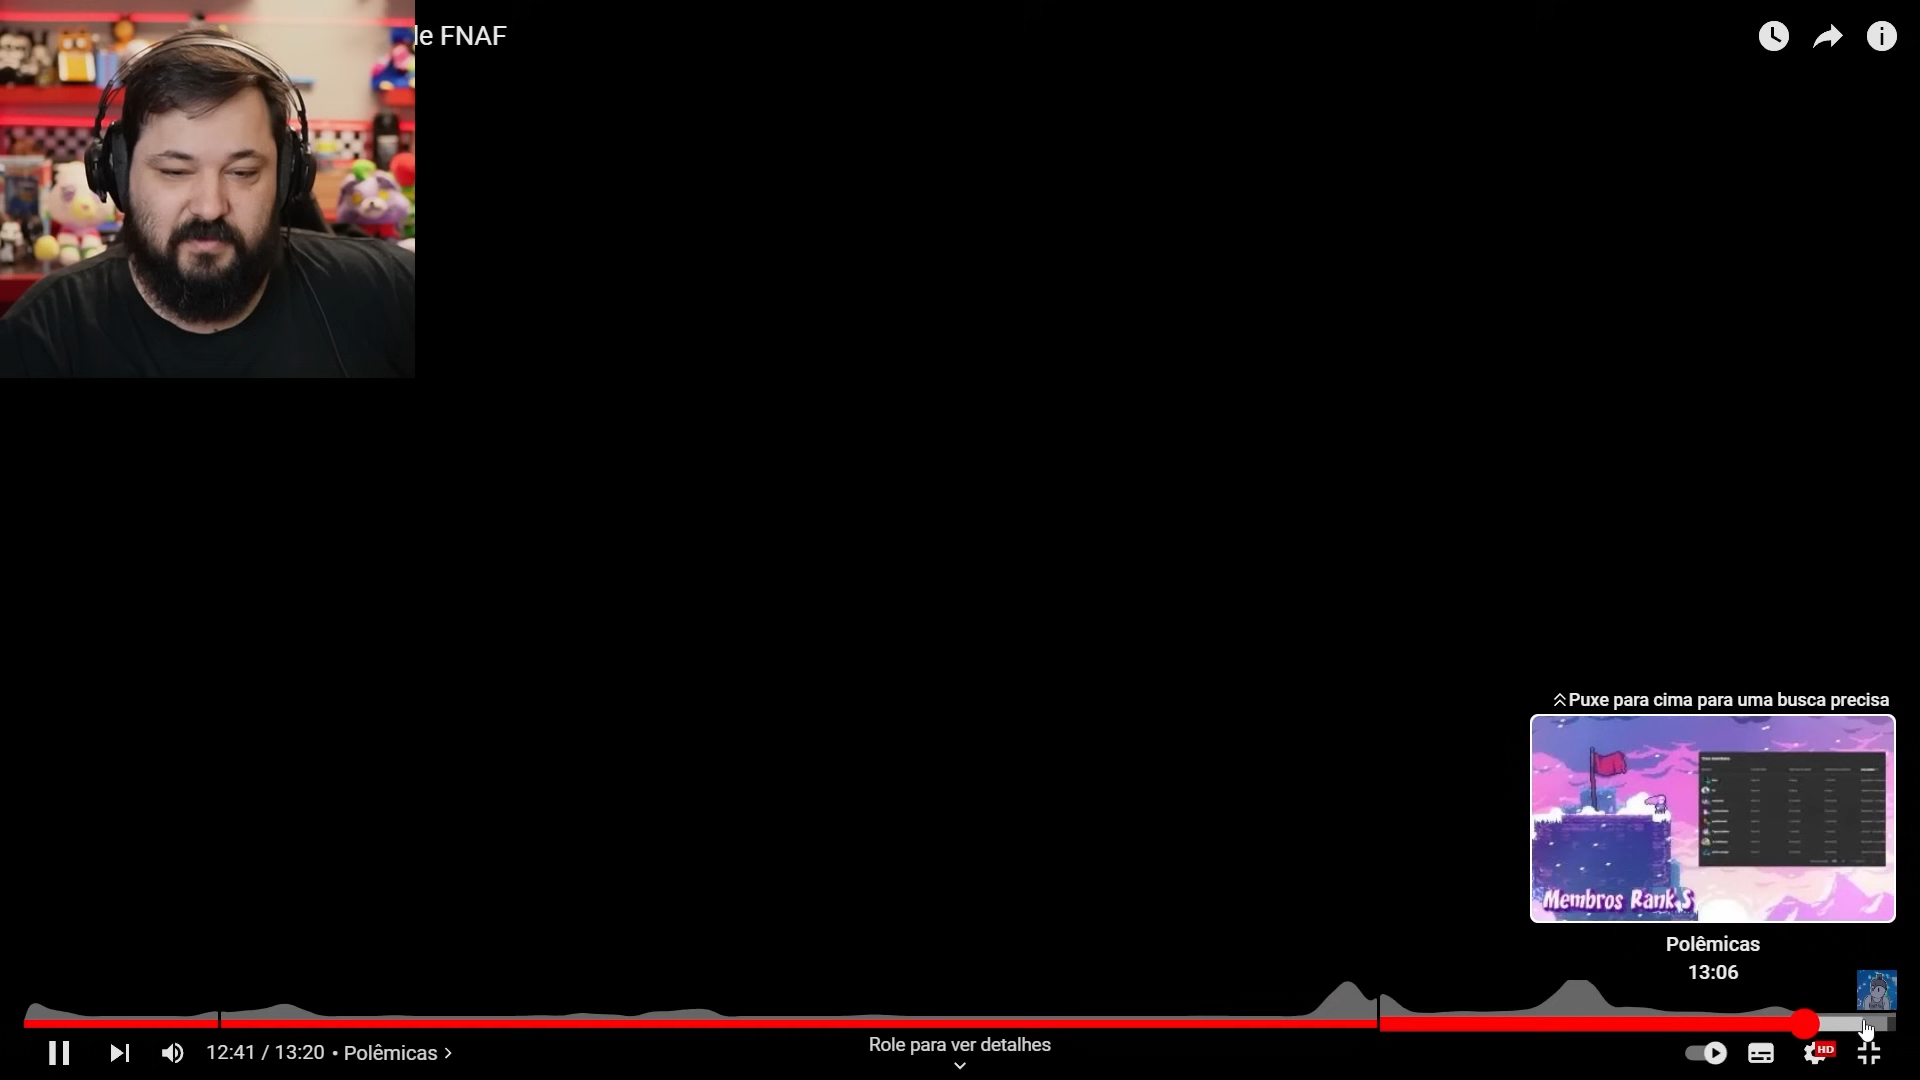 le FNAF
Puxe para cima para uma busca precisa
Membros Rank S
Polêmicas
13:06
12:41 / 13:20 • Polêmicas
Role para ver detalhes
HD